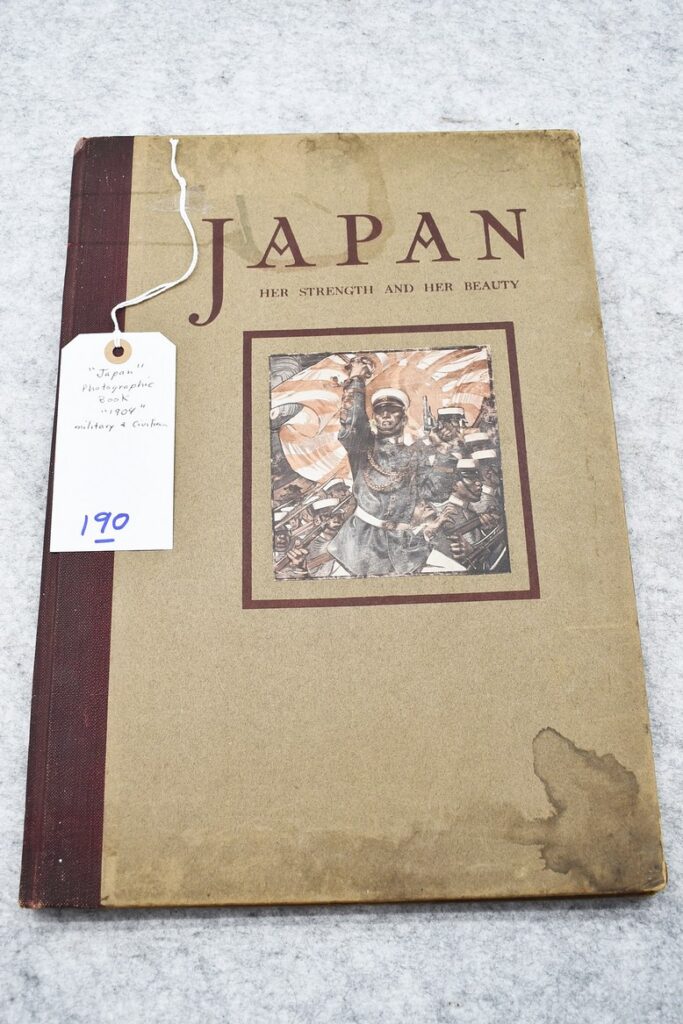 JAPAN
HER STRENGTH AND HER BEAUTY
"Japan"
Photographic
Book
"1904"
military & Civilian
190